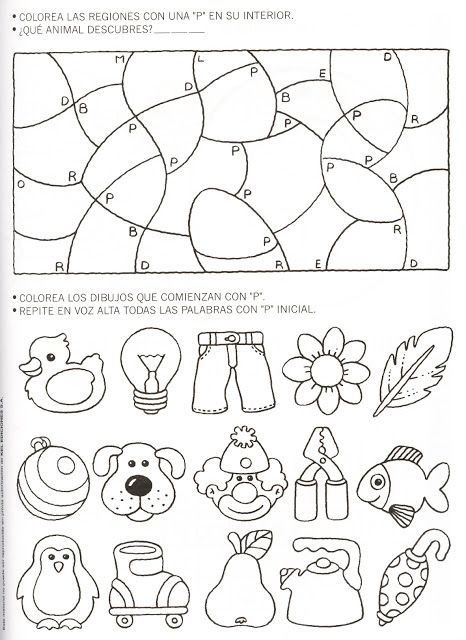 • COLOREA LAS REGIONES CON UNA "P" EN SU INTERIOR.
• ¿QUÉ ANIMAL DESCUBRES?
M L D
E
D B D B
P P P P R
P
P P P P B
O R P P
B P R
R D R E D
• COLOREA LOS DIBUJOS QUE COMIENZAN CON "P".
• REPITE EN VOZ ALTA TODAS LAS PALABRAS CON "P" INICIAL.